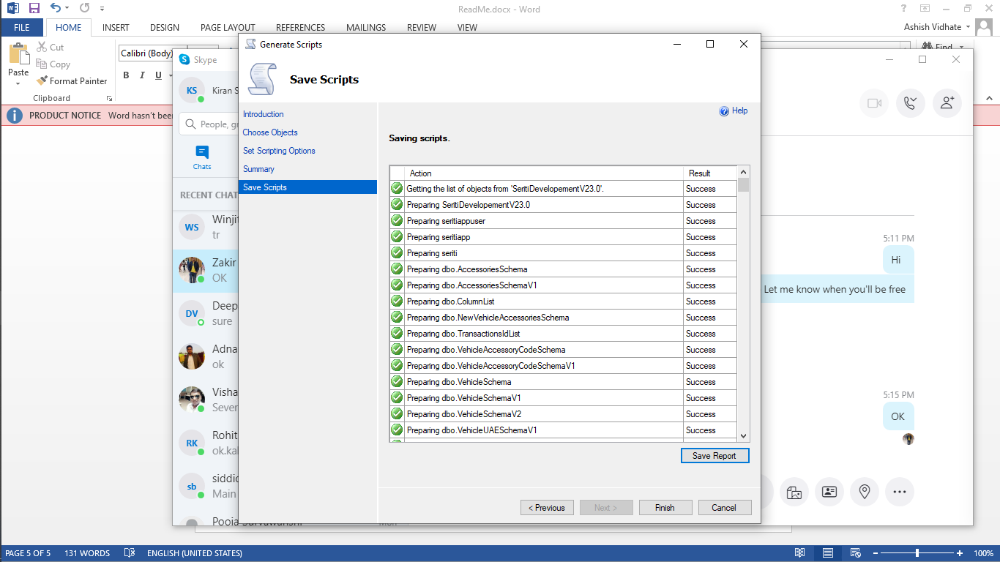 ReadMe.docx - Word
FILE HOME INSERT DESIGN PAGE LAYOUT REFERENCES MAILINGS REVIEW VIEW
Ashish Vidhate
Paste
Cut
Copy
Format Painter
Clipboard
Calibri (Body)
B I U
Find
PRODUCT NOTICE Word hasn't been
Skype
KS Kiran S
People, gr
Chats
RECENT CHAT
WS
tr
Zakir
OK
DV Deep
sure
Adna
ok
Visha
Sever
RK Rohit
ok.kal
sb siddic
Main
Generate Scripts
Save Scripts
Introduction
Choose Objects
Set Scripting Options
Summary
Save Scripts
Help
Saving scripts.
Action Result
Getting the list of objects from 'SeritiDevelopementV23.0'. Success
Preparing SeritiDevelopementV23.0 Success
Preparing seritiappuser Success
Preparing seritiapp Success
Preparing seriti Success
Preparing dbo.AccessoriesSchema Success
Preparing dbo.AccessoriesSchemaV1 Success
Preparing dbo.ColumnList Success
Preparing dbo.NewVehicleAccessoriesSchema Success
Preparing dbo.TransactionsIdList Success
Preparing dbo.VehicleAccessoryCodeSchema Success
Preparing dbo.VehicleAccessoryCodeSchemaV1 Success
Preparing dbo.VehicleSchema Success
Preparing dbo.VehicleSchemaV1 Success
Preparing dbo.VehicleSchemaV2 Success
Preparing dbo.VehicleUAESchemaV1 Success
Save Report
< Previous Next > Finish Cancel
5:11 PM
Hi
Let me know when you'll be free
5:15 PM
OK
PAGE 5 OF 5 131 WORDS ENGLISH (UNITED STATES) 100%